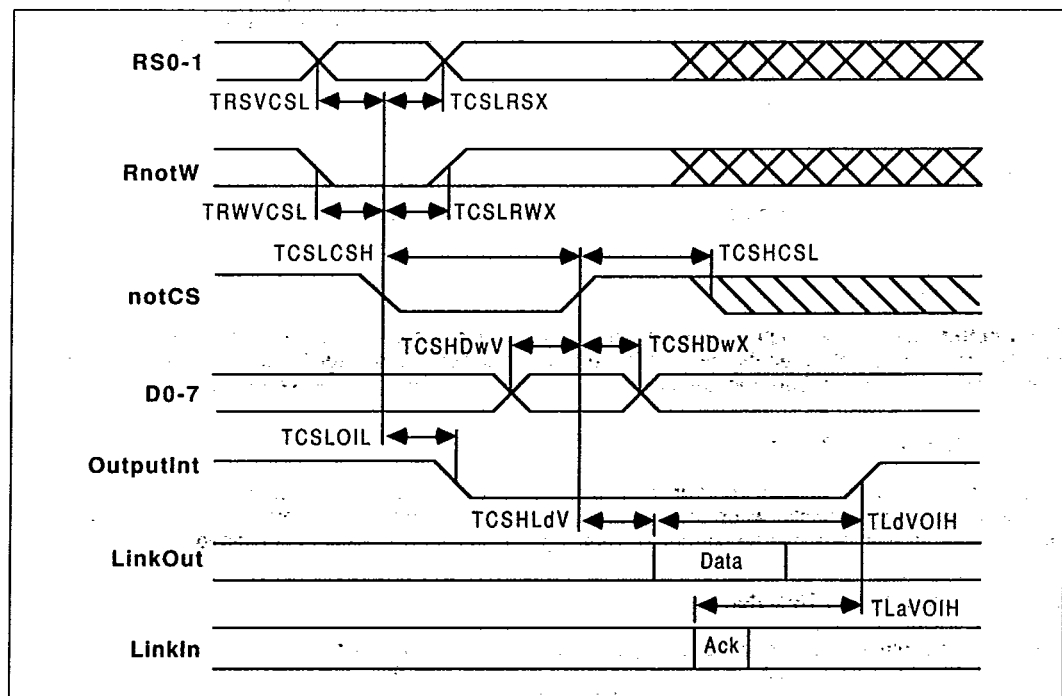 RS0-1
TRSVCSL
TCSLRSX
RnotW
TRWVCSL
TCSLRWX
TCSLCSH
TCSHCSL
notCS
TCSHDwV
TCSHDwX
D0-7
TCSLOIL
OutputInt
TCSHLdV
TLdVOIH
LinkOut
Data
TLaVOIH
LinkIn
Ack